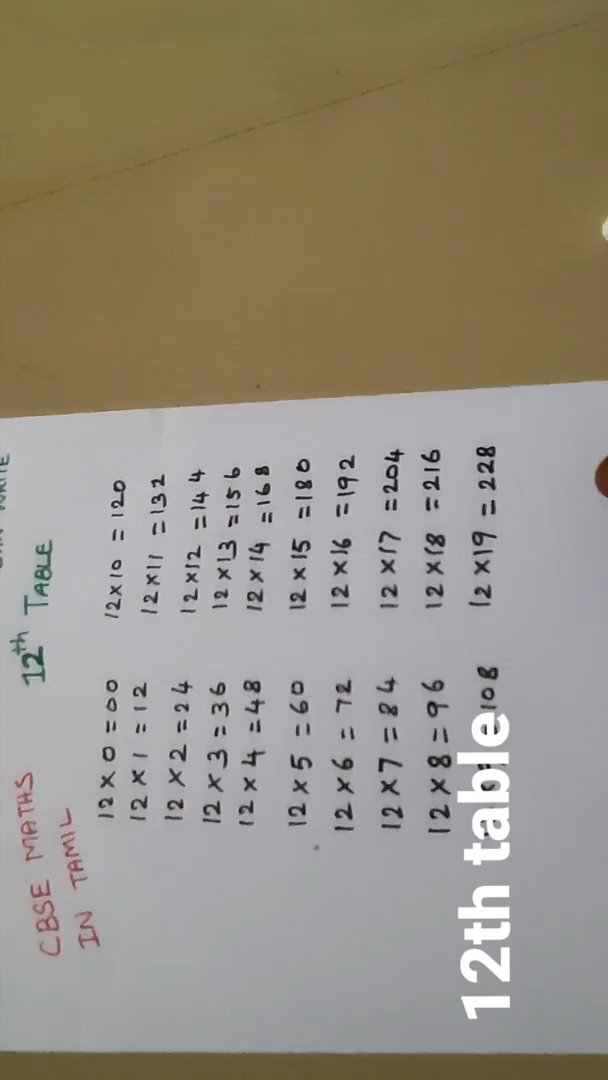 WRITE
CBSE MATHS
IN TAMIL
12th TABLE
12 x 0 = 00
12 x 1 = 12
12 x 2 = 24
12 x 3 = 36
12 x 4 = 48
12 x 5 = 60
12 x 6 = 72
12 x 7 = 84
12 x 8 = 96
= 108
12 x 10 = 120
12 x 11 = 132
12 x 12 = 144
12 x 13 = 156
12 x 14 = 168
12 x 15 = 180
12 x 16 = 192
12 x 17 = 204
12 x 18 = 216
12 x 19 = 228
12th table